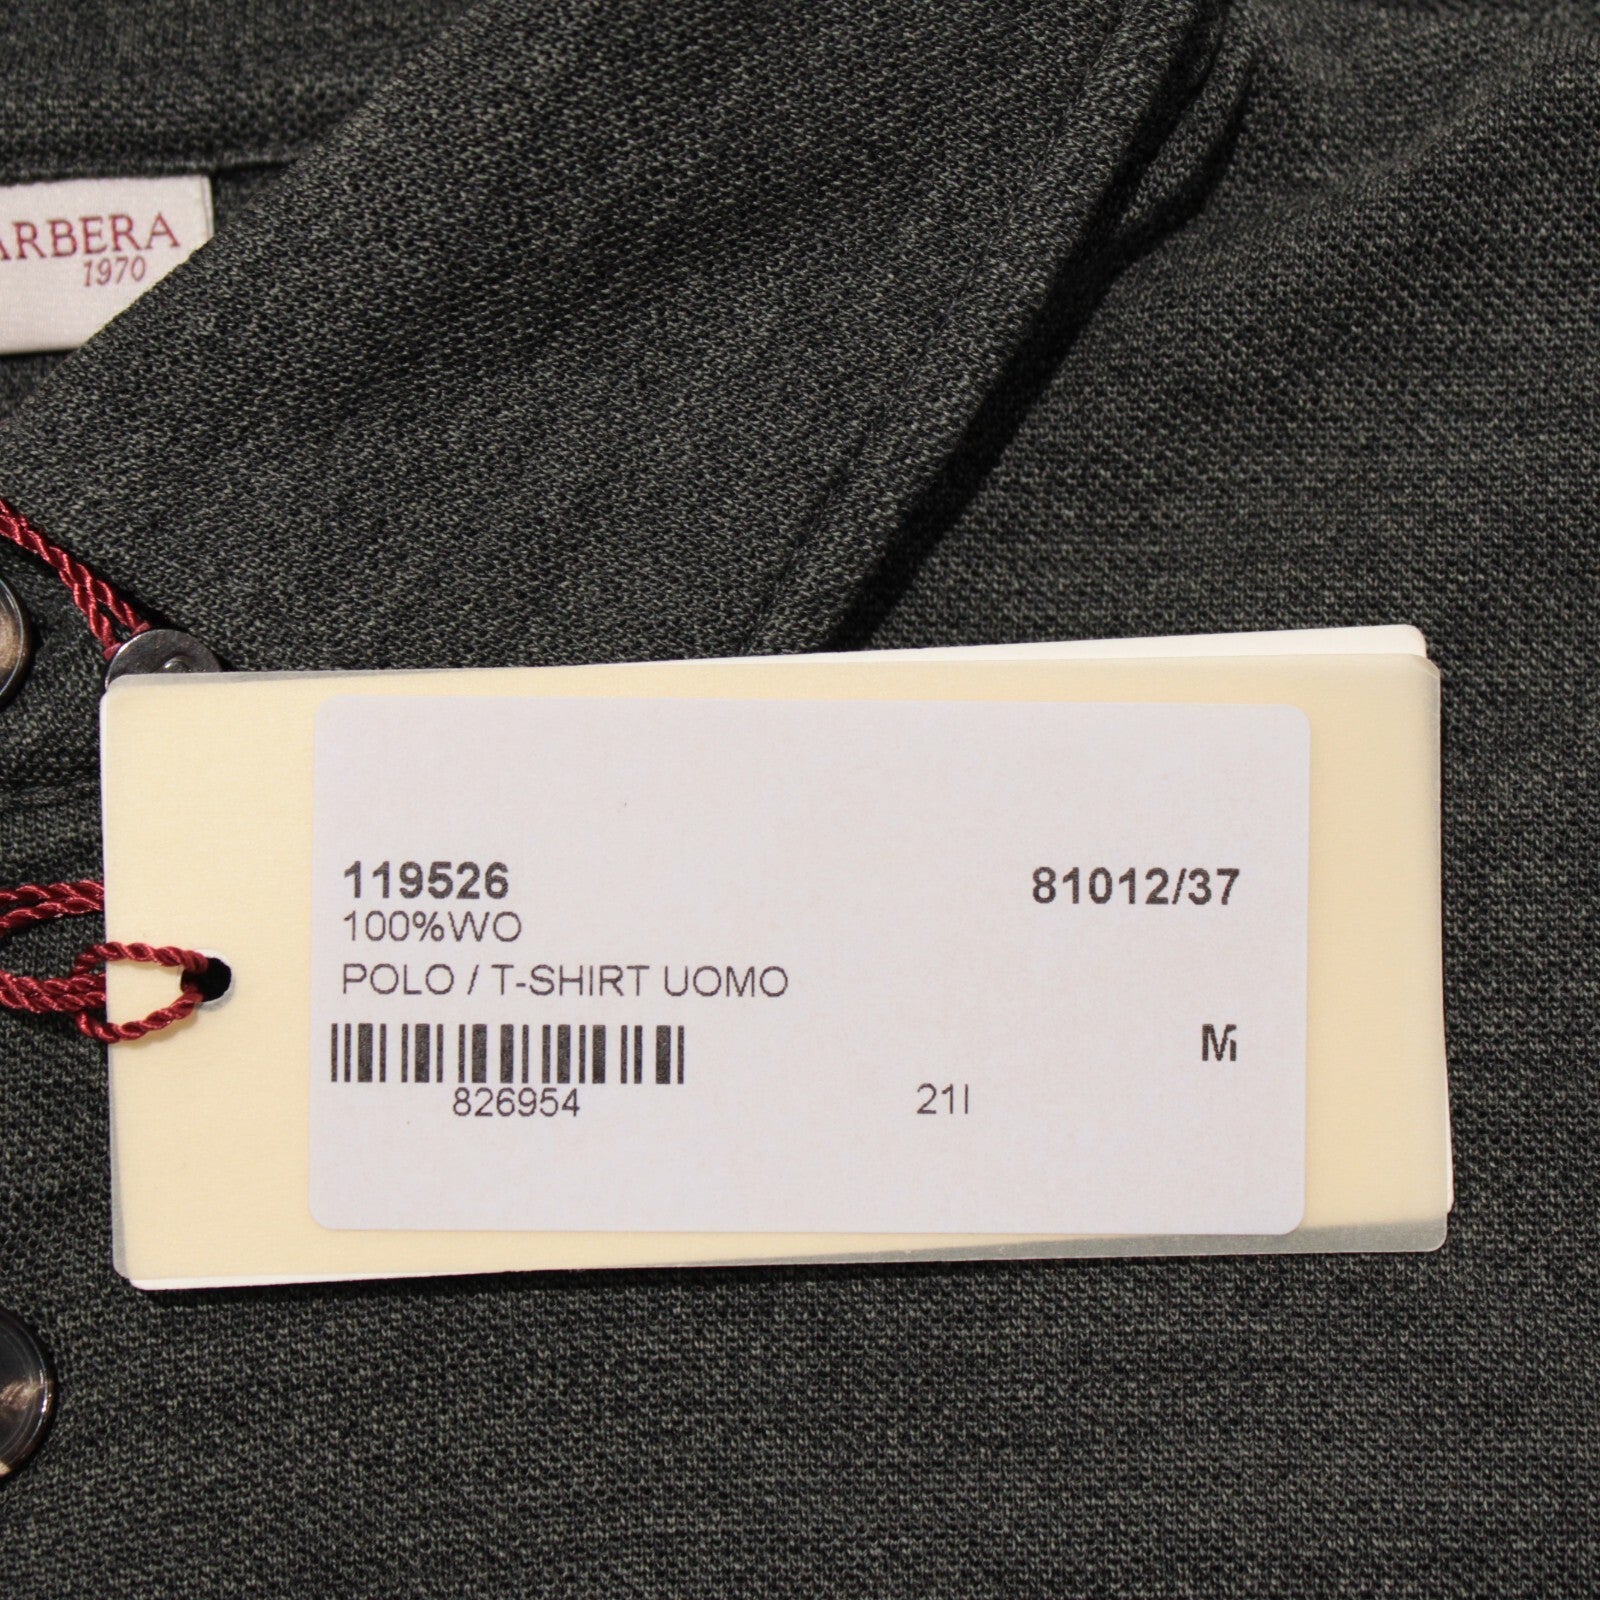 ARBERA
1970
119526 81012/37
100%WO
POLO / T-SHIRT UOMO
M
826954 21I